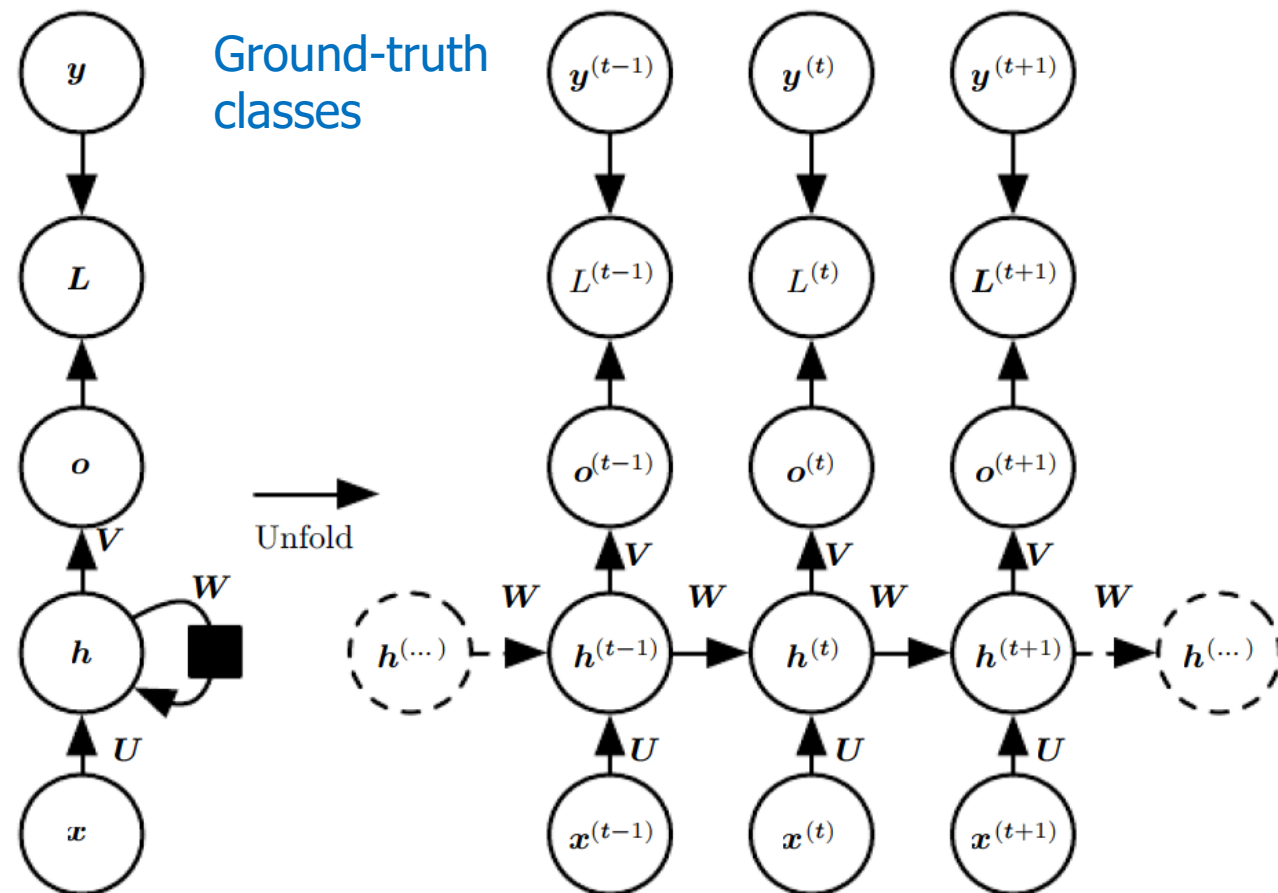 Ground-truth
classes
y
y^(t−1)
y^(t)
y^(t+1)
L
L^(t−1)
L^(t)
L^(t+1)
o
o^(t−1)
o^(t)
o^(t+1)
Unfold
V
V
V
V
W
W
W
W
W
h
h^(...)
h^(t−1)
h^(t)
h^(t+1)
h^(...)
U
U
U
U
x
x^(t−1)
x^(t)
x^(t+1)